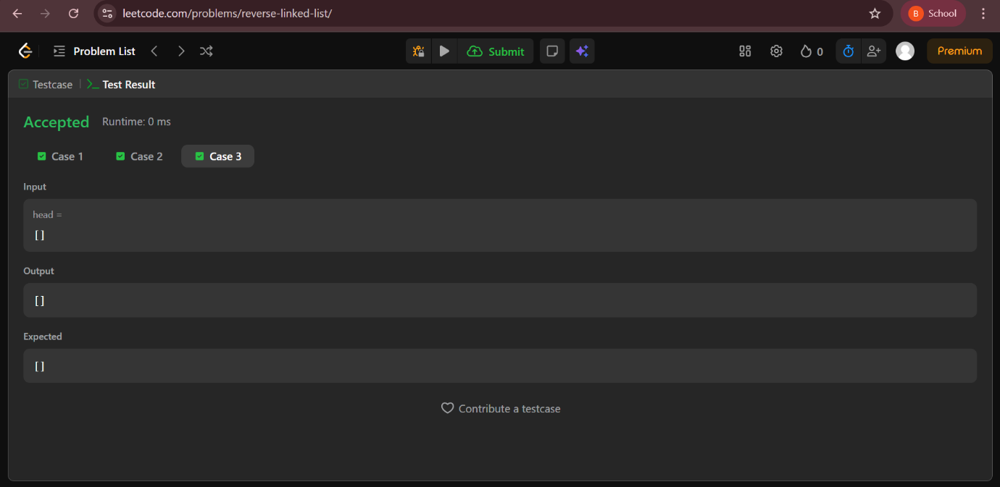 leetcode.com/problems/reverse-linked-list/
B School
Problem List
Submit
0
Premium
Testcase
Test Result
Accepted Runtime: 0 ms
Case 1 Case 2 Case 3
Input
head =
[]
Output
[]
Expected
[]
Contribute a testcase